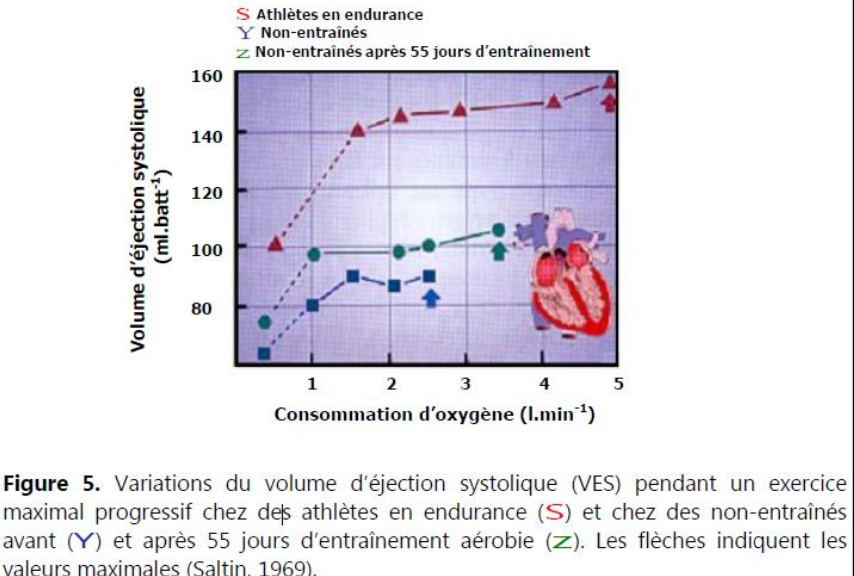 S Athlètes en endurance
Y Non-entraînés
Z Non-entraînés après 55 jours d'entraînement
Volume d'éjection systolique
(ml.batt⁻¹)
160
140
120
100
80
1 2 3 4 5
Consommation d'oxygène (l.min⁻¹)
Figure 5. Variations du volume d'éjection systolique (VES) pendant un exercice
maximal progressif chez des athlètes en endurance (S) et chez des non-entraînés
avant (Y) et après 55 jours d'entraînement aérobie (Z). Les flèches indiquent les
valeurs maximales (Saltin, 1969).